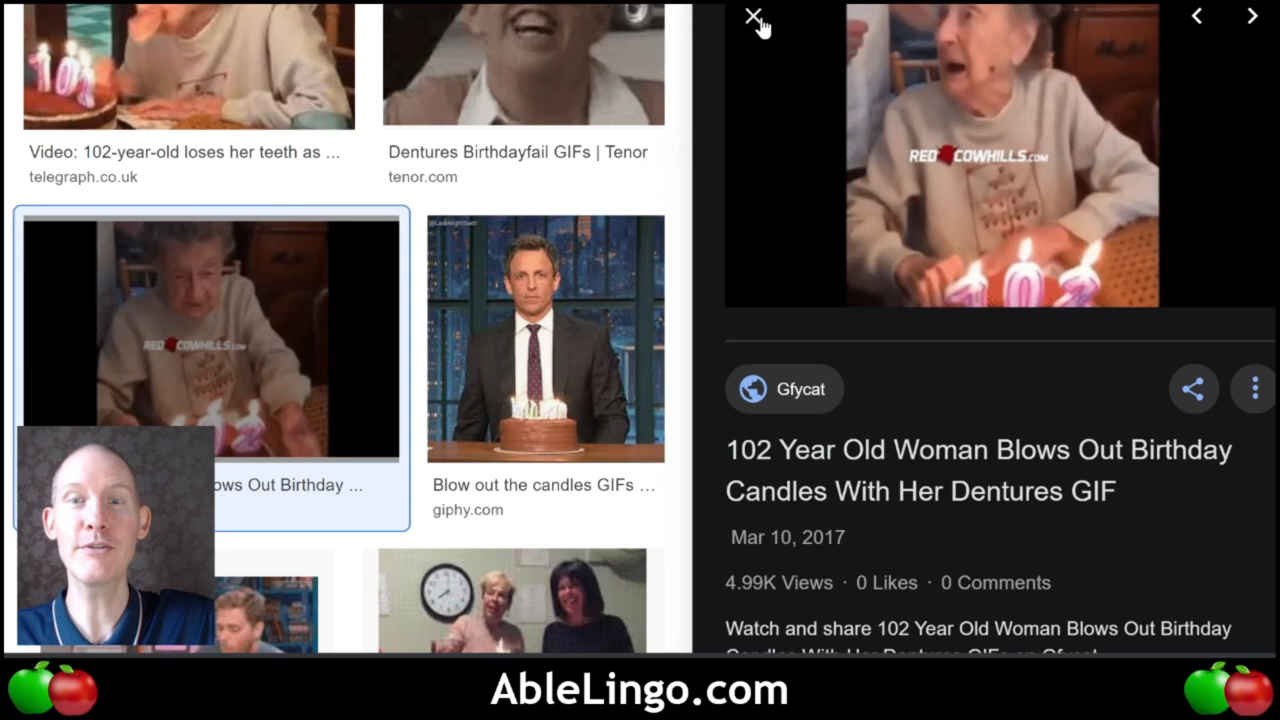 Video: 102-year-old loses her teeth as ...
telegraph.co.uk
Dentures Birthdayfail GIFs | Tenor
tenor.com
RED COWHILLS.COM
ows Out Birthday ...
Blow out the candles GIFs ...
giphy.com
RED COWHILLS.COM
102
Gfycat
102 Year Old Woman Blows Out Birthday
Candles With Her Dentures GIF
Mar 10, 2017
4.99K Views · 0 Likes · 0 Comments
Watch and share 102 Year Old Woman Blows Out Birthday
AbleLingo.com